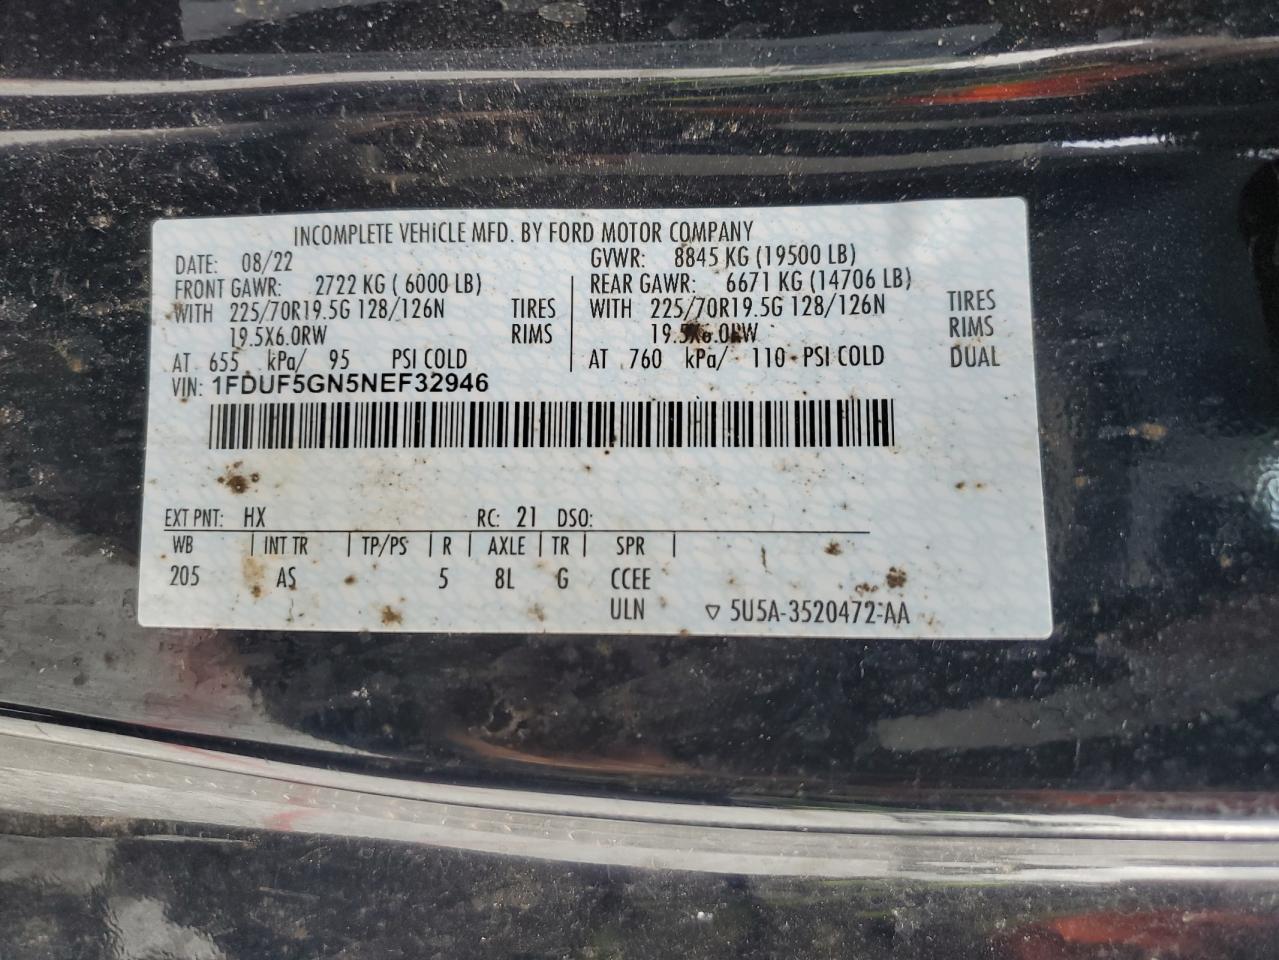 INCOMPLETE VEHICLE MFD. BY FORD MOTOR COMPANY
DATE: 08/22 GVWR: 8845 KG (19500 LB)
FRONT GAWR: 2722 KG ( 6000 LB) REAR GAWR: 6671 KG (14706 LB)
WITH 225/70R19.5G 128/126N TIRES WITH 225/70R19.5G 128/126N TIRES
19.5X6.0RW RIMS 19.5X6.0RW RIMS
AT 655 kPa/ 95 PSI COLD AT 760 kPa/ 110 PSI COLD DUAL
VIN: 1FDUF5GN5NEF32946
EXT PNT: HX RC: 21 DSO:
WB INT TR TP/PS R AXLE TR SPR
205 AS 5 8L G CCEE
ULN ▽ 5U5A-3520472-AA